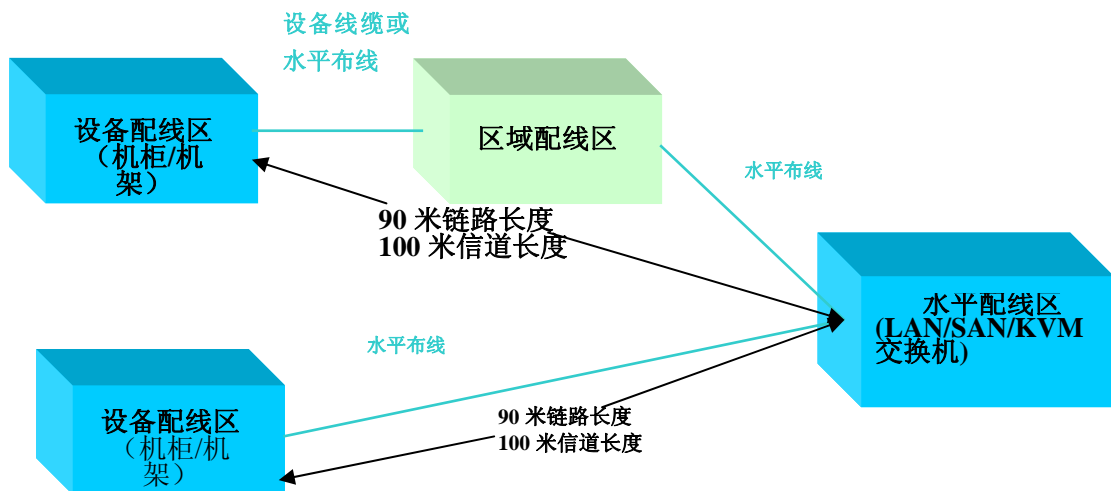 设备线缆或
水平布线
设备配线区
（机柜/机
架）
区域配线区
水平布线
90 米链路长度
100 米信道长度
水平配线区
(LAN/SAN/KVM
交换机)
水平布线
设备配线区
（机柜/机
架）
90 米链路长度
100 米信道长度